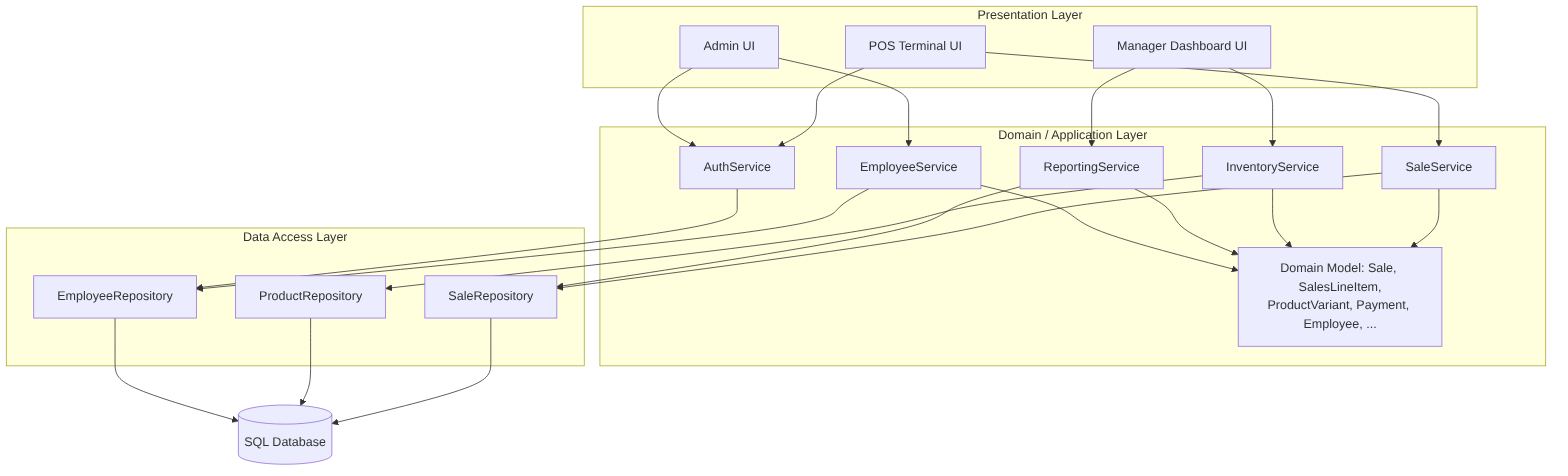 Presentation Layer
Admin UI
POS Terminal UI
Manager Dashboard UI
Domain / Application Layer
AuthService
EmployeeService
ReportingService
InventoryService
SaleService
Data Access Layer
EmployeeRepository
ProductRepository
SaleRepository
Domain Model: Sale,
SalesLineItem,
ProductVariant, Payment,
Employee, ...
SQL Database